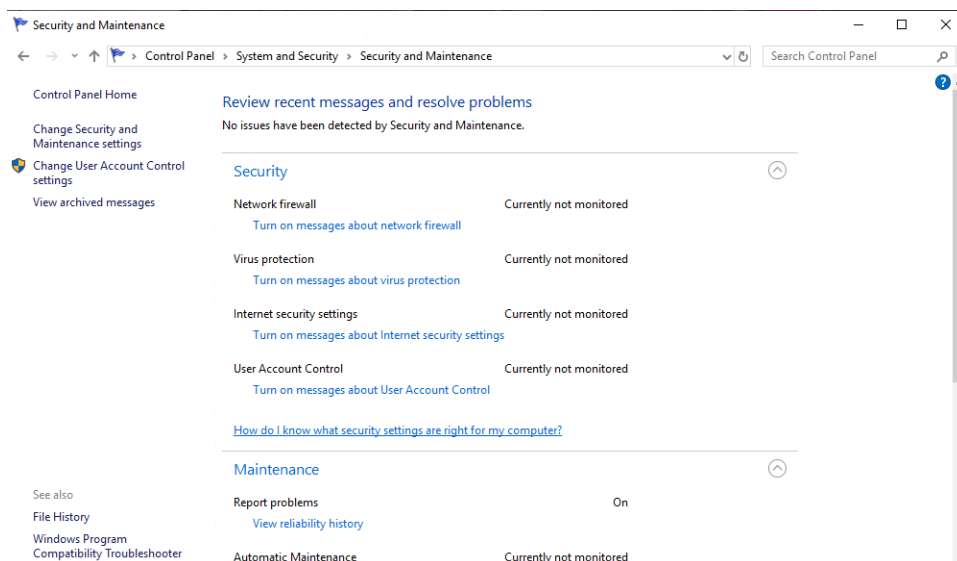 Security and Maintenance
Control Panel > System and Security > Security and Maintenance
Search Control Panel
Control Panel Home
Change Security and
Maintenance settings
Change User Account Control
settings
View archived messages
See also
File History
Windows Program
Compatibility Troubleshooter
Review recent messages and resolve problems
No issues have been detected by Security and Maintenance.
Security
Network firewall Currently not monitored
Turn on messages about network firewall
Virus protection Currently not monitored
Turn on messages about virus protection
Internet security settings Currently not monitored
Turn on messages about Internet security settings
User Account Control Currently not monitored
Turn on messages about User Account Control
How do I know what security settings are right for my computer?
Maintenance
Report problems On
View reliability history
Automatic Maintenance Currently not monitored